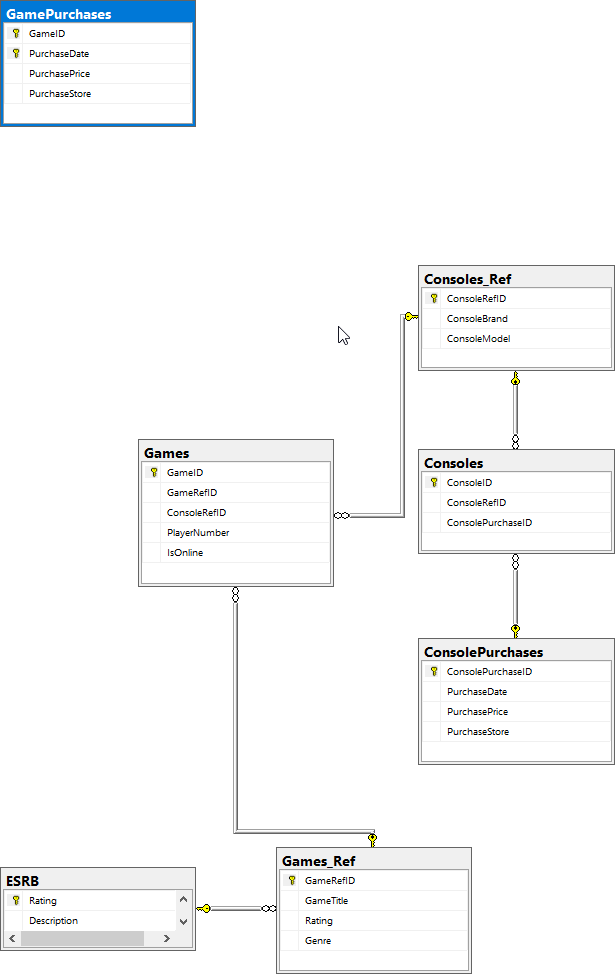 GamePurchases
GameID
PurchaseDate
PurchasePrice
PurchaseStore
Consoles_Ref
ConsoleRefID
ConsoleBrand
ConsoleModel
Games
GameID
GameRefID
ConsoleRefID
PlayerNumber
IsOnline
Consoles
ConsoleID
ConsoleRefID
ConsolePurchaseID
ConsolePurchases
ConsolePurchaseID
PurchaseDate
PurchasePrice
PurchaseStore
ESRB
Rating
Description
Games_Ref
GameRefID
GameTitle
Rating
Genre